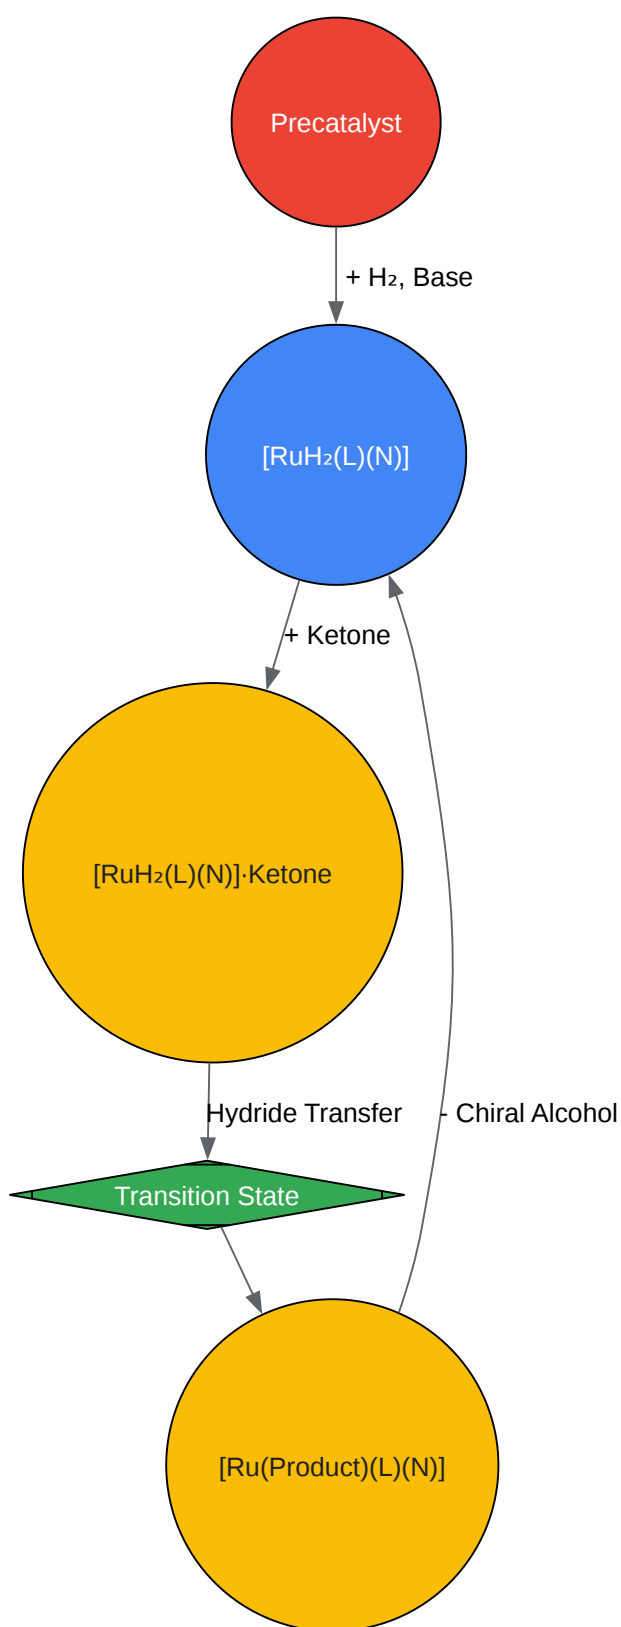 Precatalyst
+ H₂, Base
[RuH₂(L)(N)]
+ Ketone
[RuH₂(L)(N)]·Ketone
Hydride Transfer
- Chiral Alcohol
Transition State
[Ru(Product)(L)(N)]